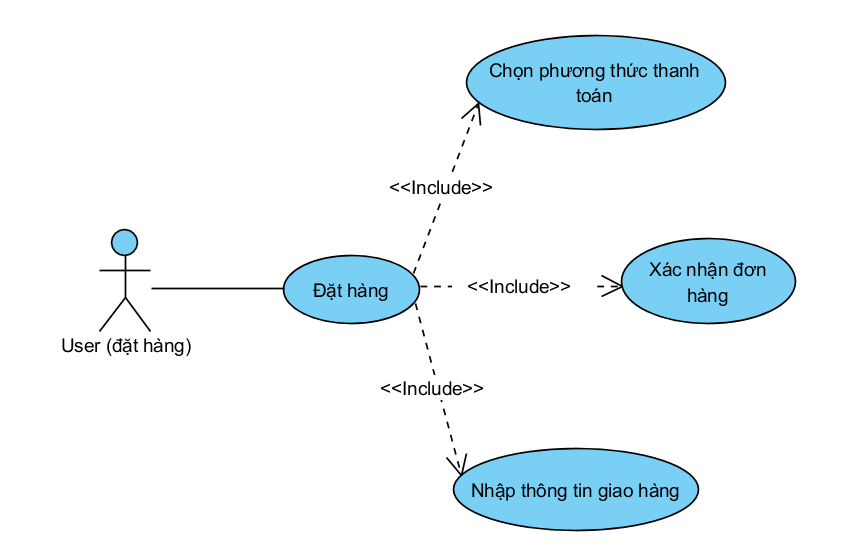 Chọn phương thức thanh
toán
<<Include>>
Xác nhận đơn
hàng
<<Include>>
Đặt hàng
User (đặt hàng)
<<Include>>
Nhập thông tin giao hàng